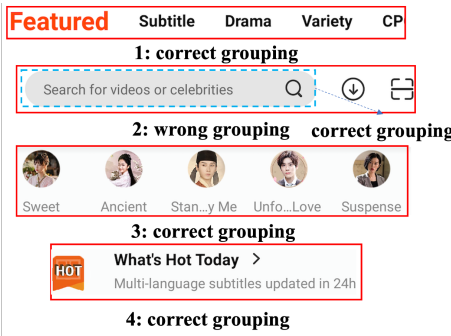 Featured Subtitle Drama Variety CP
1: correct grouping
Search for videos or celebrities
2: wrong grouping correct grouping
Sweet Ancient Stan...y Me Unfo...Love Suspense
3: correct grouping
HOT What's Hot Today >
Multi-language subtitles updated in 24h
4: correct grouping